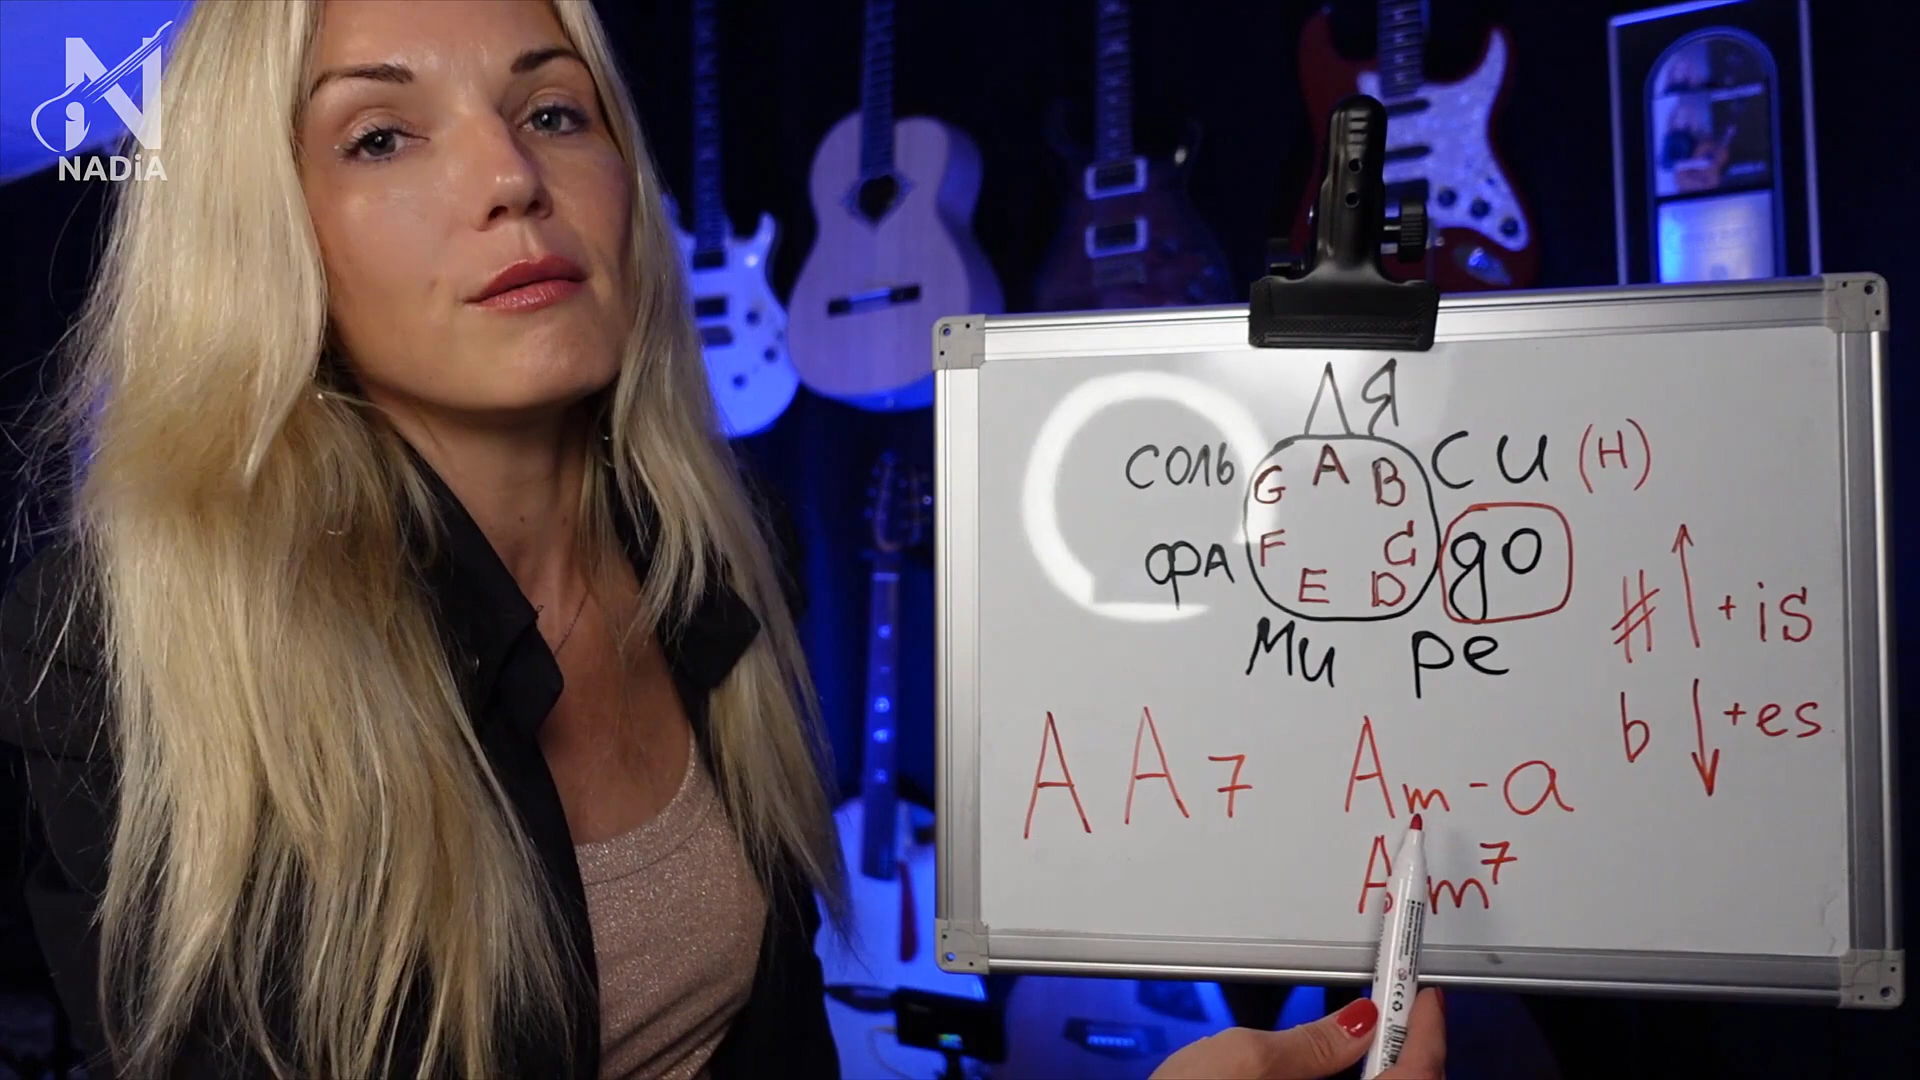 N
NADiA
ЛЯ
СОЛЬ G A B СИ (H)
ФА F C до
E D
МИ ре
# ↑ + is
b ↓ + es
A A7 Am - a
Am7